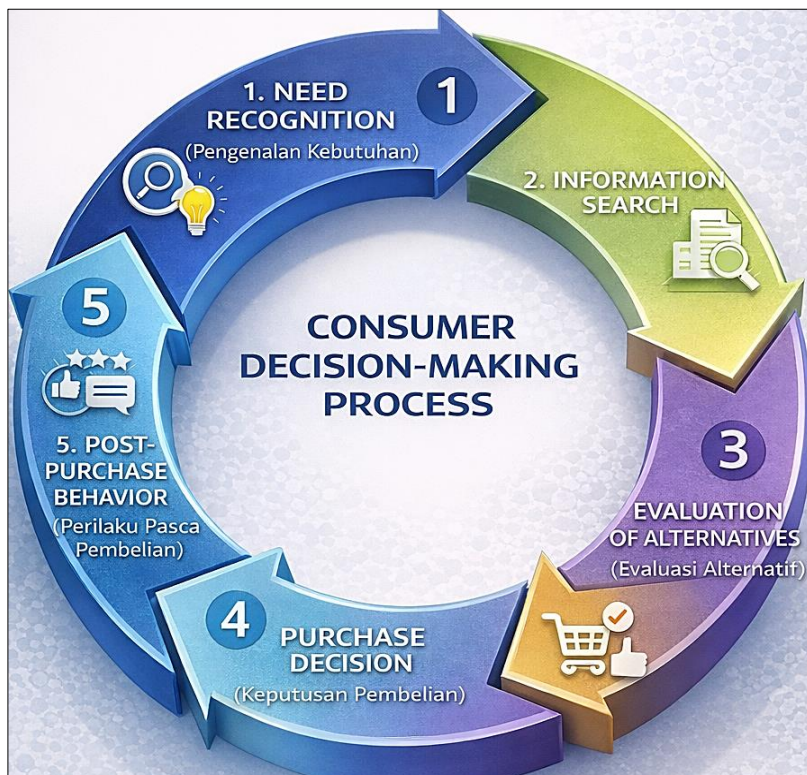 1. NEED
RECOGNITION
(Pengenalan Kebutuhan)
1
2. INFORMATION
SEARCH
3
EVALUATION
OF ALTERNATIVES
(Evaluasi Alternatif)
4
PURCHASE
DECISION
(Keputusan Pembelian)
5
5. POST-
PURCHASE
BEHAVIOR
(Perilaku Pasca
Pembelian)
CONSUMER
DECISION-MAKING
PROCESS